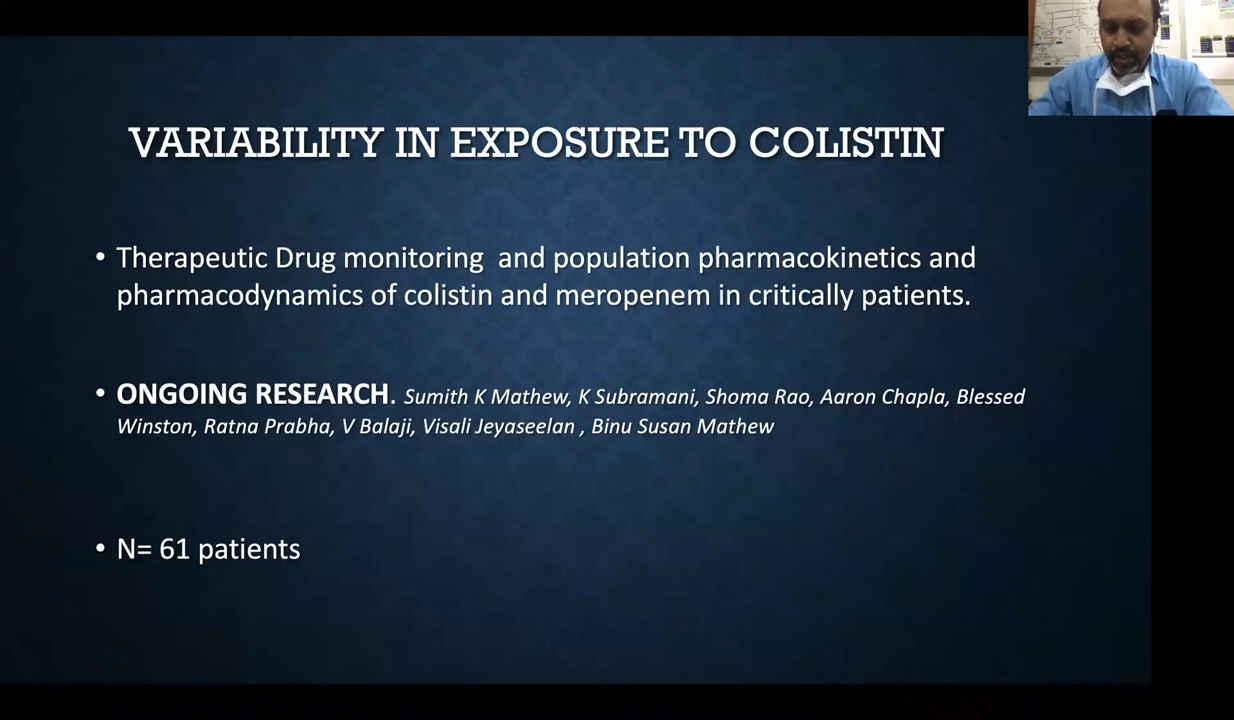 VARIABILITY IN EXPOSURE TO COLISTIN
• Therapeutic Drug monitoring and population pharmacokinetics and
pharmacodynamics of colistin and meropenem in critically patients.
• ONGOING RESEARCH. Sumith K Mathew, K Subramani, Shoma Rao, Aaron Chapla, Blessed
Winston, Ratna Prabha, V Balaji, Visali Jeyaseelan , Binu Susan Mathew
• N= 61 patients